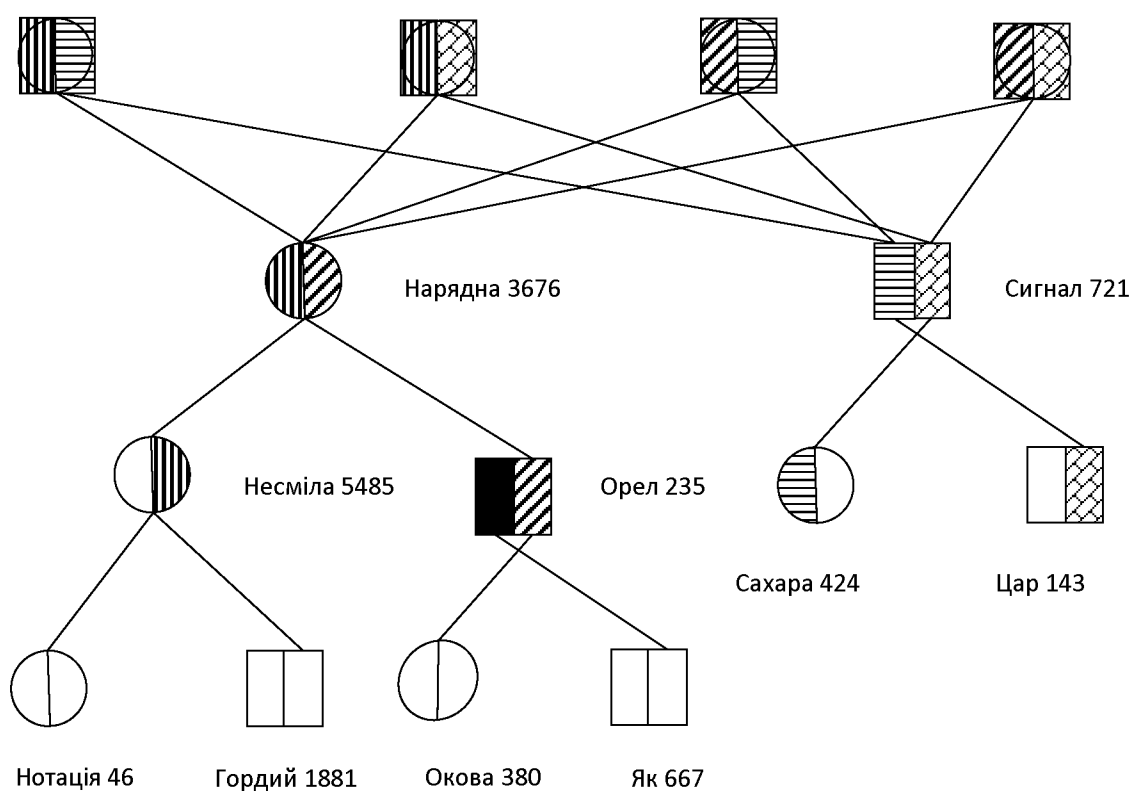 Нарядна 3676
Сигнал 721
Несміла 5485
Орел 235
Сахара 424
Цар 143
Нотація 46
Гордий 1881
Окова 380
Як 667